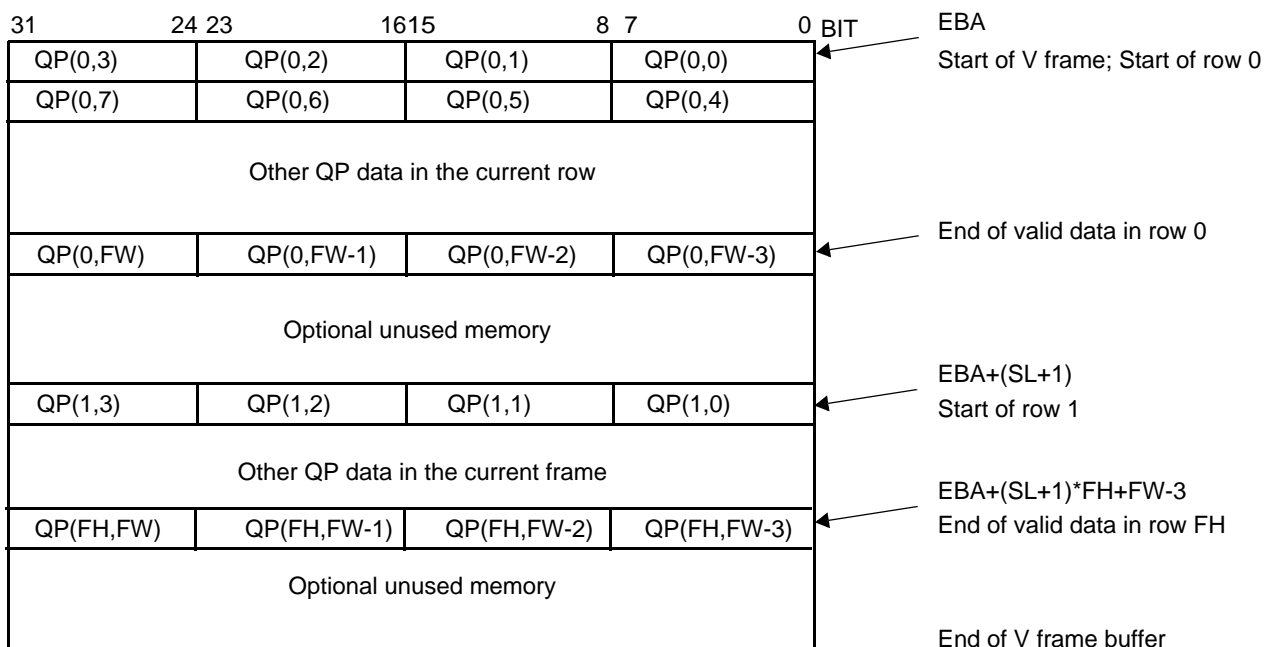 31 24 23 1615 8 7 0 BIT EBA
QP(0,3) QP(0,2) QP(0,1) QP(0,0) Start of V frame; Start of row 0
QP(0,7) QP(0,6) QP(0,5) QP(0,4)
Other QP data in the current row
End of valid data in row 0
QP(0,FW) QP(0,FW-1) QP(0,FW-2) QP(0,FW-3)
Optional unused memory
EBA+(SL+1)
QP(1,3) QP(1,2) QP(1,1) QP(1,0) Start of row 1
Other QP data in the current frame
EBA+(SL+1)*FH+FW-3
QP(FH,FW) QP(FH,FW-1) QP(FH,FW-2) QP(FH,FW-3) End of valid data in row FH
Optional unused memory
End of V frame buffer